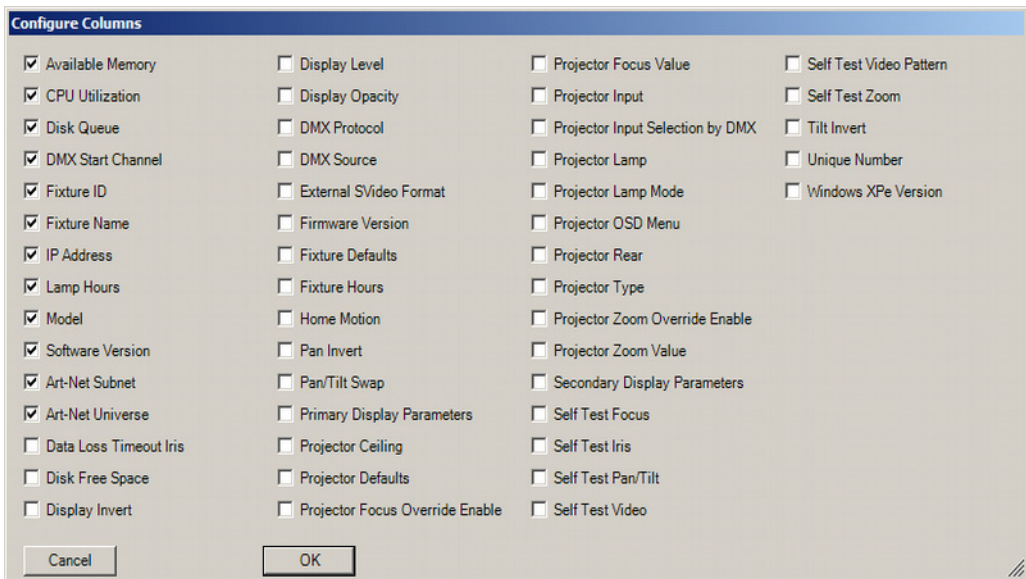 Configure Columns
Available Memory
CPU Utilization
Disk Queue
DMX Start Channel
Fixture ID
Fixture Name
IP Address
Lamp Hours
Model
Software Version
Art-Net Subnet
Art-Net Universe
Data Loss Timeout Iris
Disk Free Space
Display Invert
Display Level
Display Opacity
DMX Protocol
DMX Source
External SVideo Format
Firmware Version
Fixture Defaults
Fixture Hours
Home Motion
Pan Invert
Pan/Tilt Swap
Primary Display Parameters
Projector Ceiling
Projector Defaults
Projector Focus Override Enable
Projector Focus Value
Projector Input
Projector Input Selection by DMX
Projector Lamp
Projector Lamp Mode
Projector OSD Menu
Projector Rear
Projector Type
Projector Zoom Override Enable
Projector Zoom Value
Secondary Display Parameters
Self Test Focus
Self Test Iris
Self Test Pan/Tilt
Self Test Video
Self Test Video Pattern
Self Test Zoom
Tilt Invert
Unique Number
Windows XPe Version
Cancel
OK